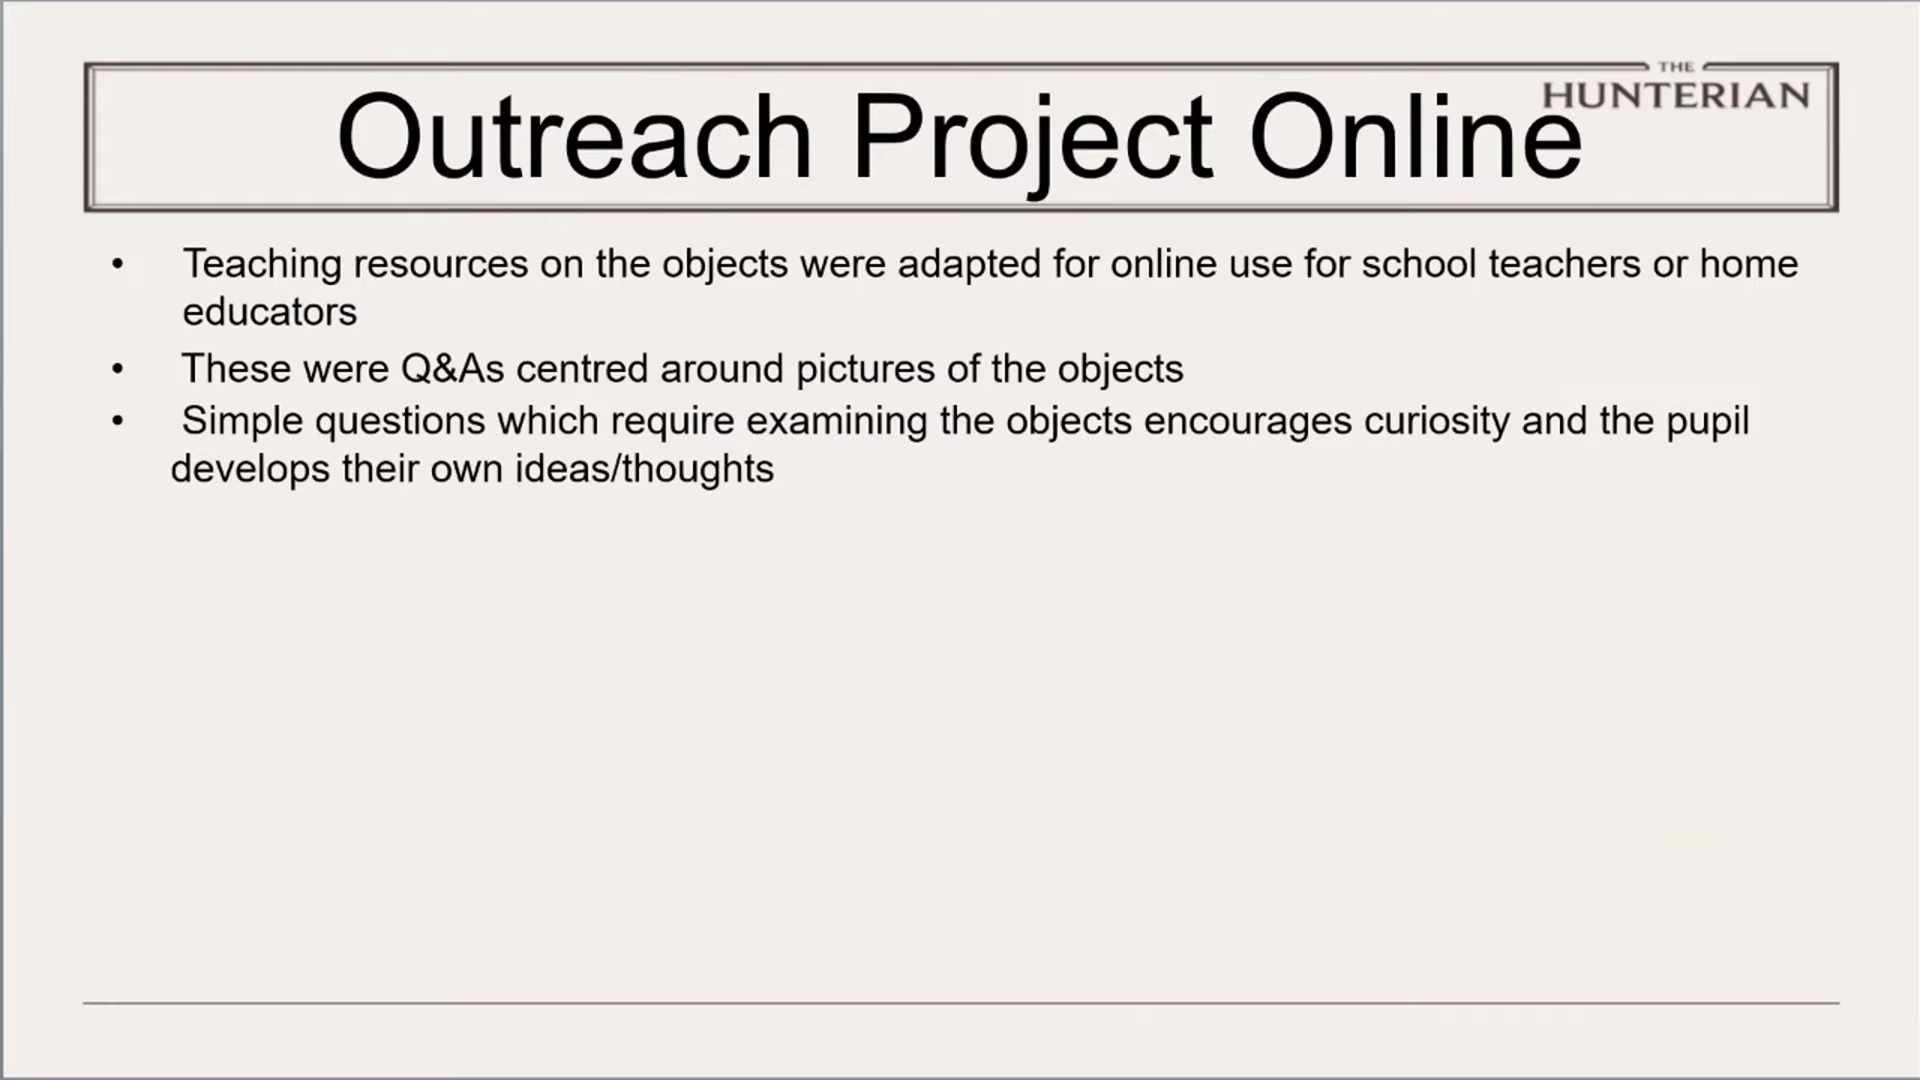 THE
HUNTERIAN
Outreach Project Online
• Teaching resources on the objects were adapted for online use for school teachers or home
educators
• These were Q&As centred around pictures of the objects
• Simple questions which require examining the objects encourages curiosity and the pupil
develops their own ideas/thoughts